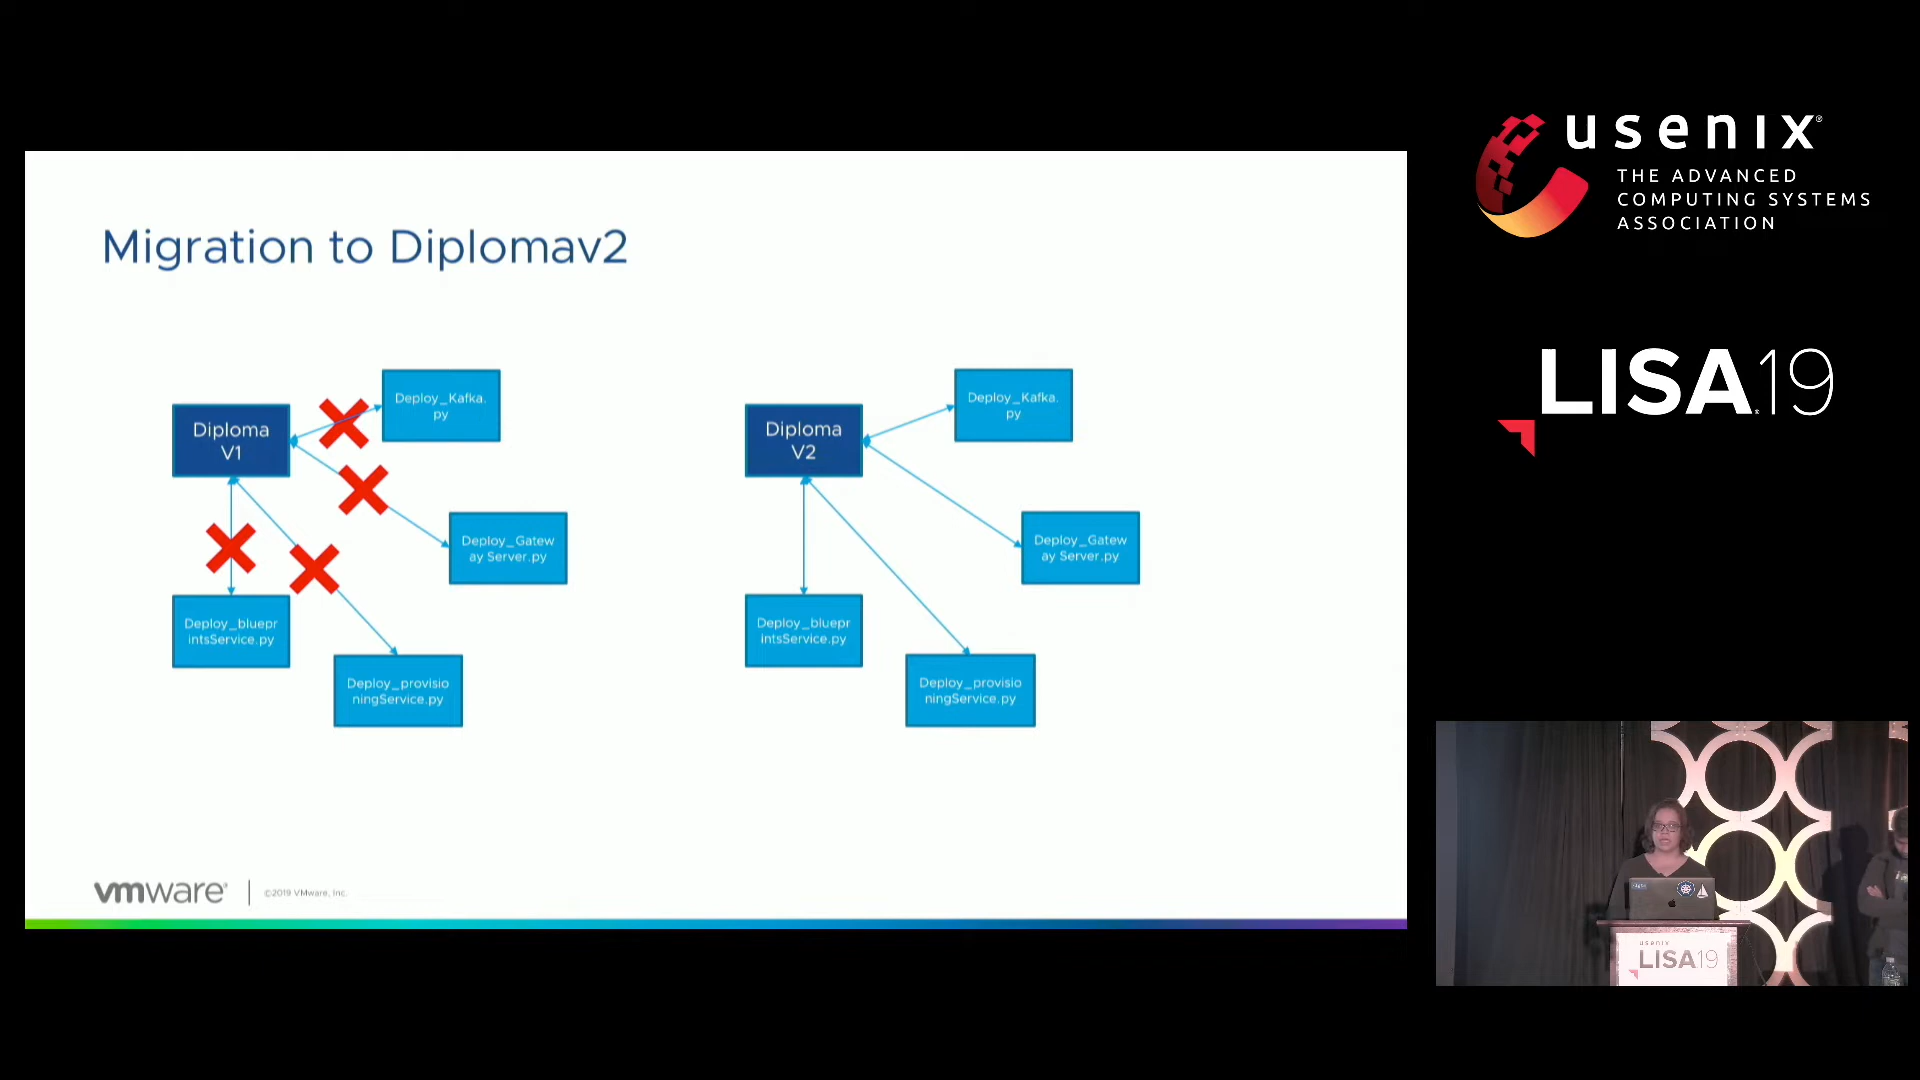 usenix
THE ADVANCED
COMPUTING SYSTEMS
ASSOCIATION
LISA19
Migration to Diplomav2
Diploma
V1
Deploy_Kafka.
py
Deploy_Gatew
ay Server.py
Deploy_bluepr
intsService.py
Deploy_provisio
ningService.py
Diploma
V2
Deploy_Kafka.
py
Deploy_Gatew
ay Server.py
Deploy_bluepr
intsService.py
Deploy_provisio
ningService.py
vmware
©2019 VMware, Inc.
usenix
LISA19